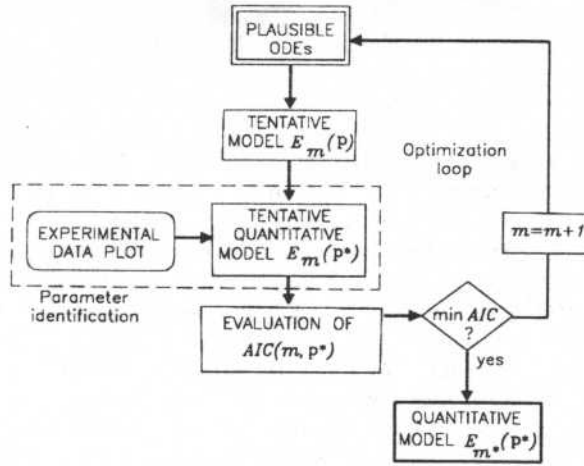 PLAUSIBLE
ODEs
TENTATIVE
MODEL E_m(p)
Optimization
loop
EXPERIMENTAL
DATA PLOT
TENTATIVE
QUANTITATIVE
MODEL E_m(p*)
m=m+1
Parameter
identification
EVALUATION OF
AIC(m, p*)
min AIC
?
yes
QUANTITATIVE
MODEL E_m*(p*)